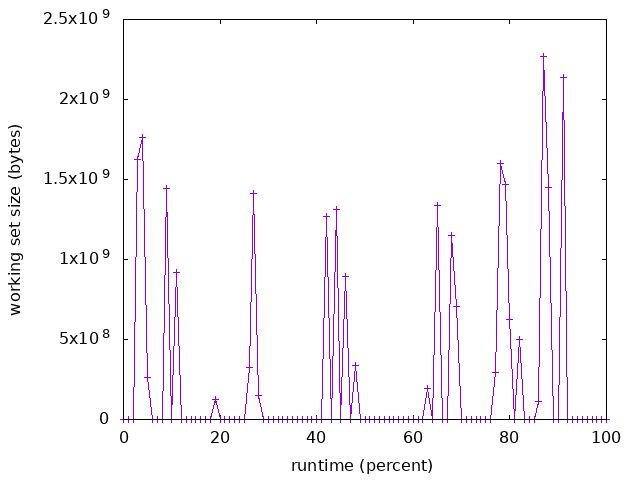 2.5x10^9
2x10^9
1.5x10^9
1x10^9
5x10^8
0
working set size (bytes)
0 20 40 60 80 100
runtime (percent)